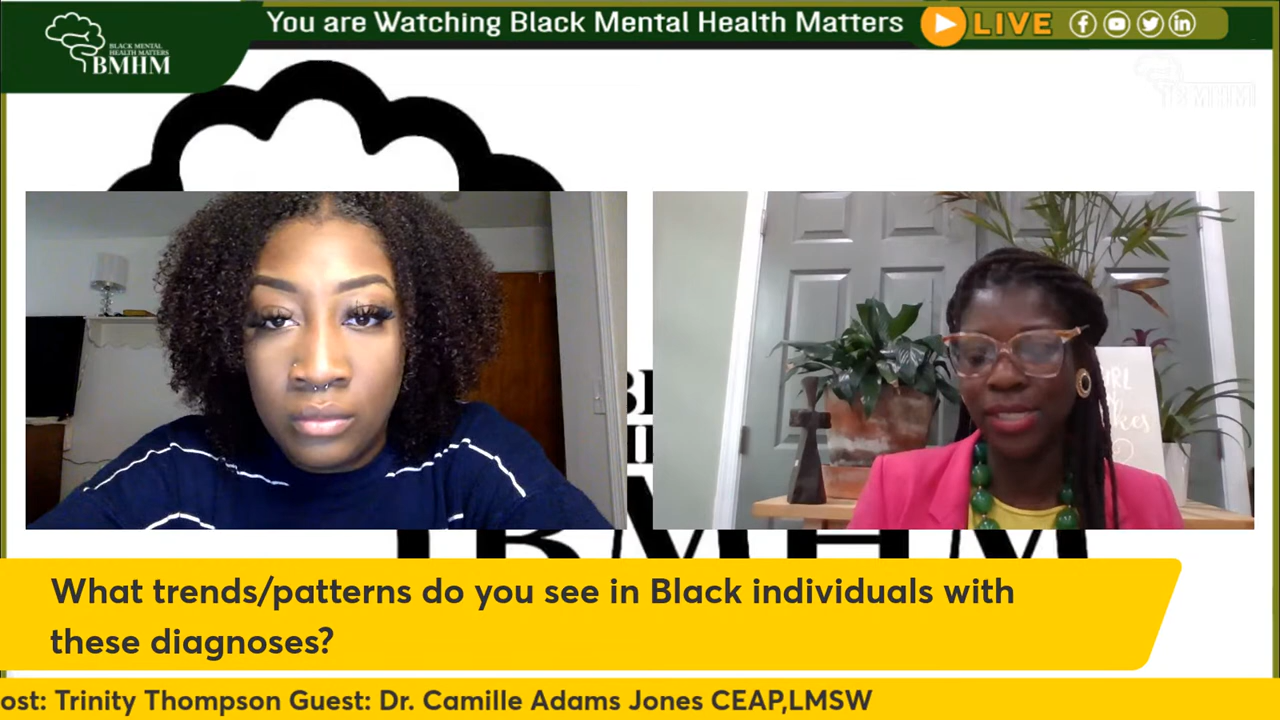 BLACK MENTAL
HEALTH MATTERS
BMHM
You are Watching Black Mental Health Matters
LIVE
BMHM
What trends/patterns do you see in Black individuals with
these diagnoses?
ost: Trinity Thompson Guest: Dr. Camille Adams Jones CEAP,LMSW